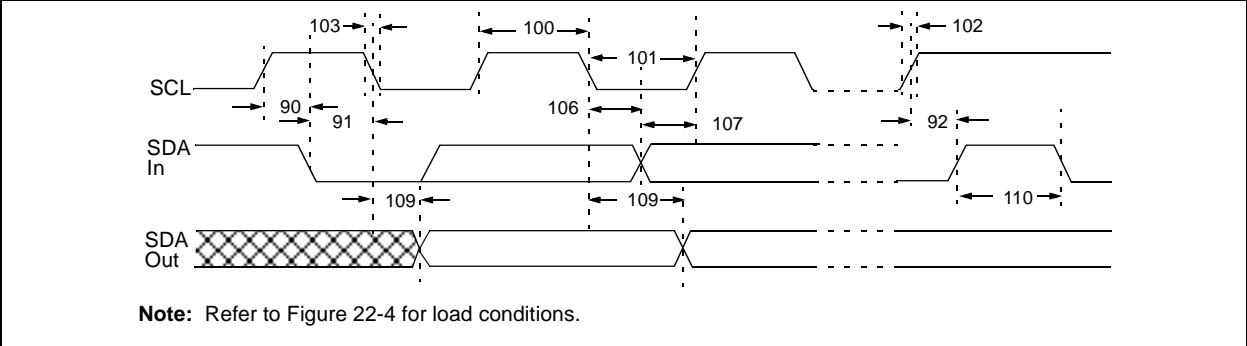 103
100
102
101
SCL
90
106
91
107
92
SDA
In
109
109
110
SDA
Out
Note: Refer to Figure 22-4 for load conditions.